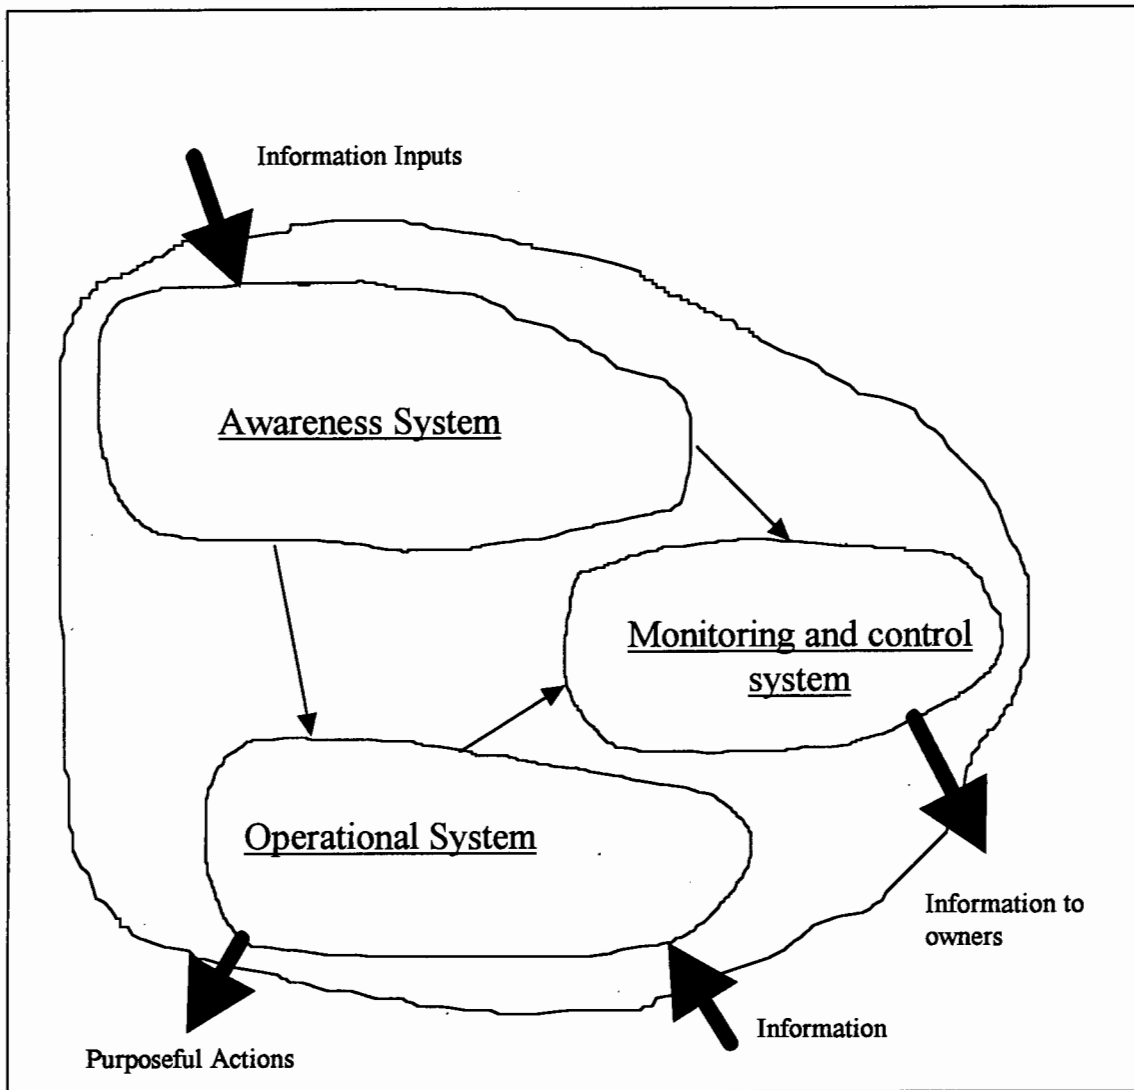 Information Inputs
Awareness System
Monitoring and control
system
Operational System
Information to
owners
Information
Purposeful Actions